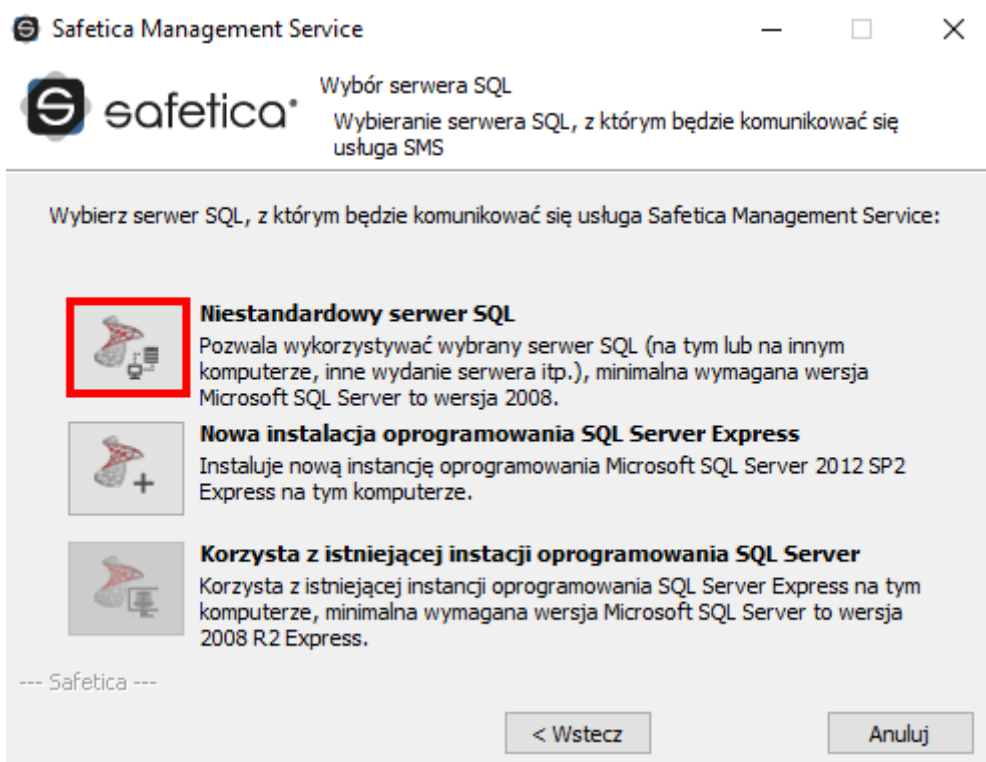 Safetica Management Service
safetica
Wybór serwera SQL
Wybieranie serwera SQL, z którym będzie komunikować się
usługa SMS
Wybierz serwer SQL, z którym będzie komunikować się usługa Safetica Management Service:
Niestandardowy serwer SQL
Pozwala wykorzystywać wybrany serwer SQL (na tym lub na innym
komputerze, inne wydanie serwera itp.), minimalna wymagana wersja
Microsoft SQL Server to wersja 2008.
Nowa instalacja oprogramowania SQL Server Express
Instaluje nową instancję oprogramowania Microsoft SQL Server 2012 SP2
Express na tym komputerze.
Korzysta z istniejącej instacji oprogramowania SQL Server
Korzysta z istniejącej instancji oprogramowania SQL Server Express na tym
komputerze, minimalna wymagana wersja Microsoft SQL Server to wersja
2008 R2 Express.
--- Safetica ---
< Wstecz
Anuluj